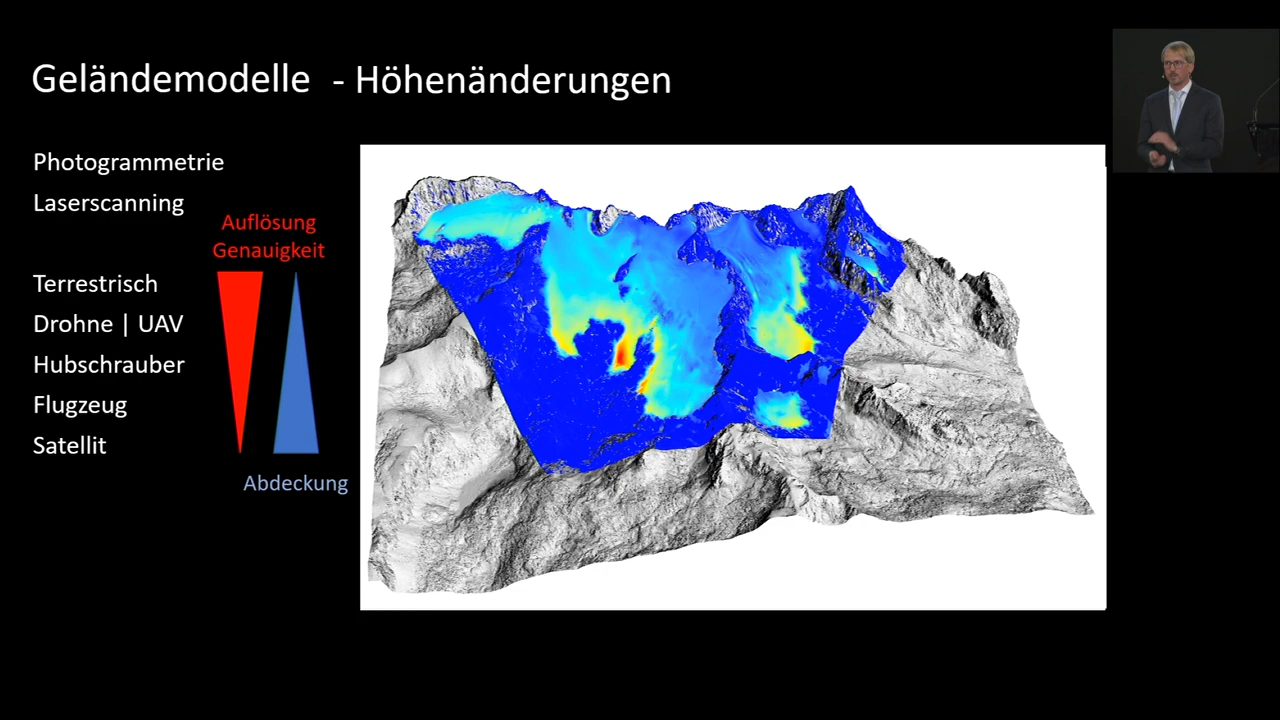 Geländemodelle - Höhenänderungen
Photogrammetrie
Laserscanning
Auflösung
Genauigkeit
Terrestrisch
Drohne | UAV
Hubschrauber
Flugzeug
Satellit
Abdeckung